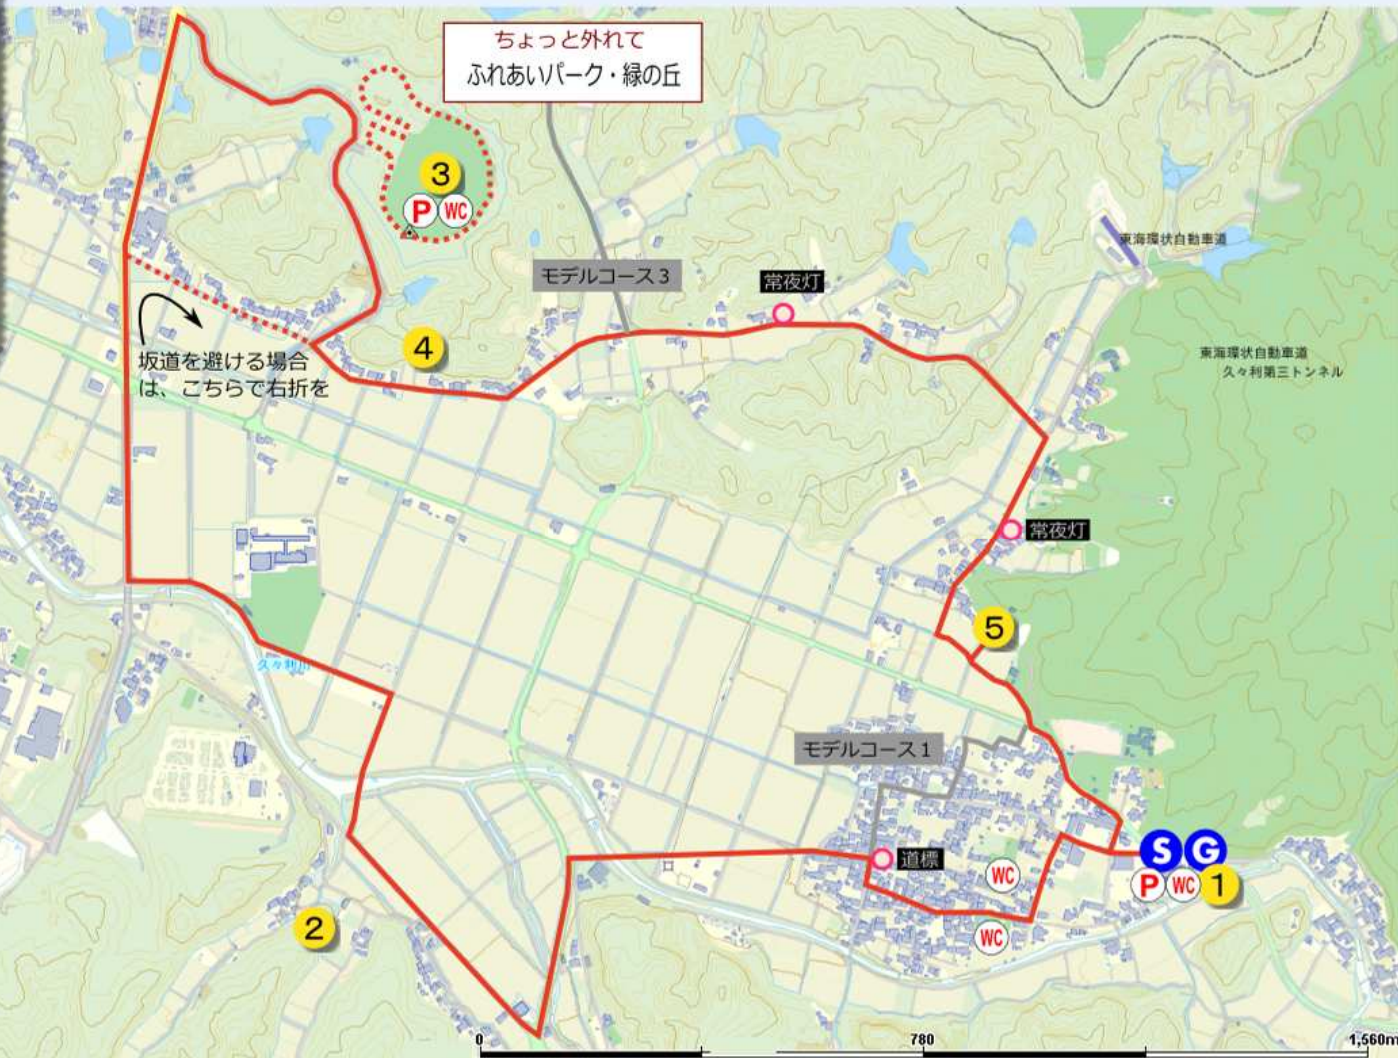 ちょっと外れて
ふれあいパーク・緑の丘
3
P WC
モデルコース３
常夜灯
東海環状自動車道
4
坂道を避ける場合
は、こちらで右折を
東海環状自動車道
久々利第三トンネル
常夜灯
5
久々利川
モデルコース１
道標
S G
WC
P WC 1
2
WC
0 780 1,560m